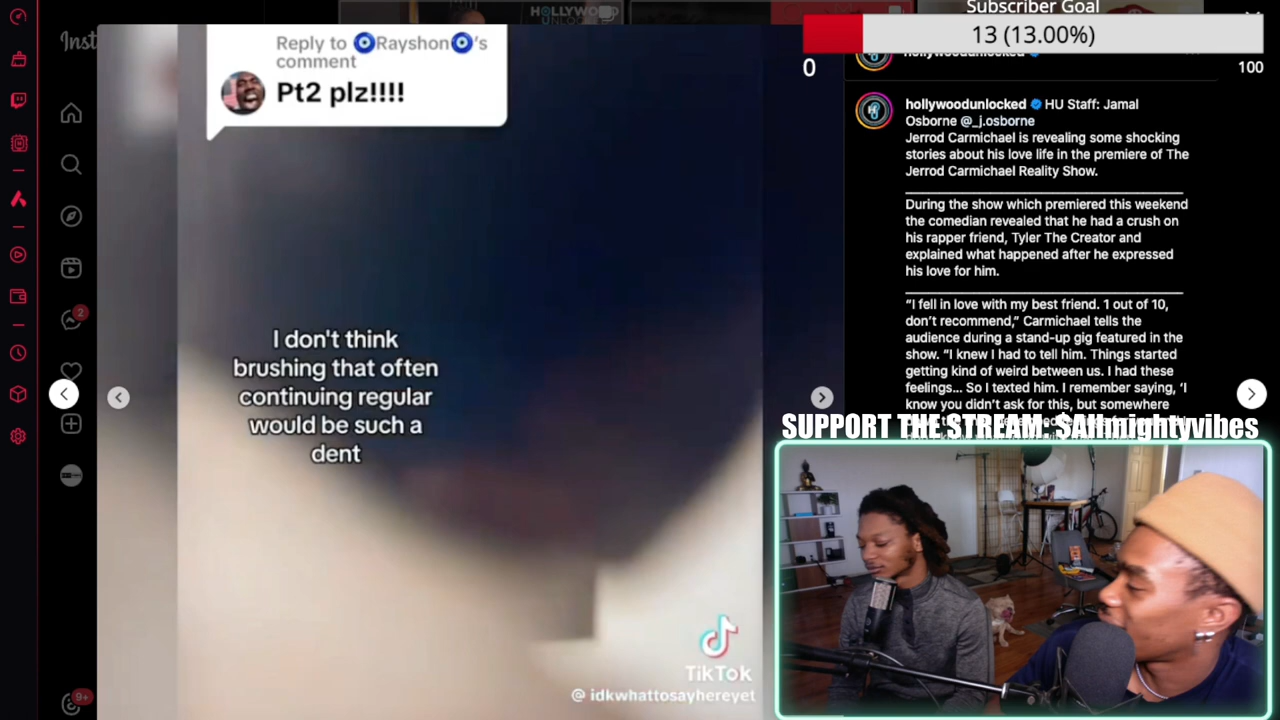 Inst
HOLLYWOOD
UNLOCKED
Reply to 🧿Rayshon🧿's
comment
Pt2 plz!!!!
I don't think
brushing that often
continuing regular
would be such a
dent
TikTok
@ idkwhattosayhereyet
2
9+
Subscriber Goal
13 (13.00%)
0
100
hollywoodunlocked
hollywoodunlocked HU Staff: Jamal
Osborne @_j.osborne
Jerrod Carmichael is revealing some shocking
stories about his love life in the premiere of The
Jerrod Carmichael Reality Show.
During the show which premiered this weekend
the comedian revealed that he had a crush on
his rapper friend, Tyler The Creator and
explained what happened after he expressed
his love for him.
“I fell in love with my best friend. 1 out of 10,
don’t recommend,” Carmichael tells the
audience during a stand-up gig featured in the
show. “I knew I had to tell him. Things started
getting kind of weird between us. I had these
feelings… So I texted him. I remember saying, ‘I
know you didn’t ask for this, but somewhere
SUPPORT THE STREAM: $Allmightyvibes